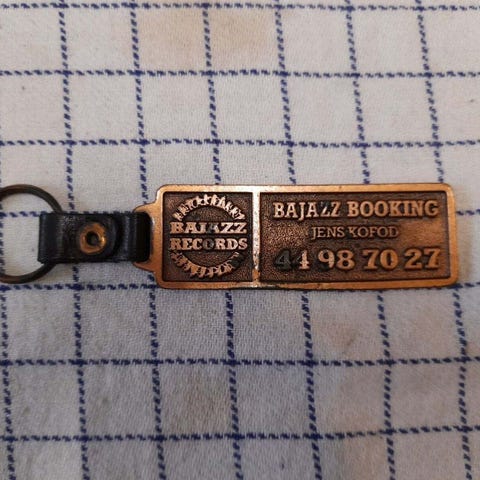 BAJAZZ
RECORDS
BAJAZZ BOOKING
JENS KOFOD
44 98 70 27